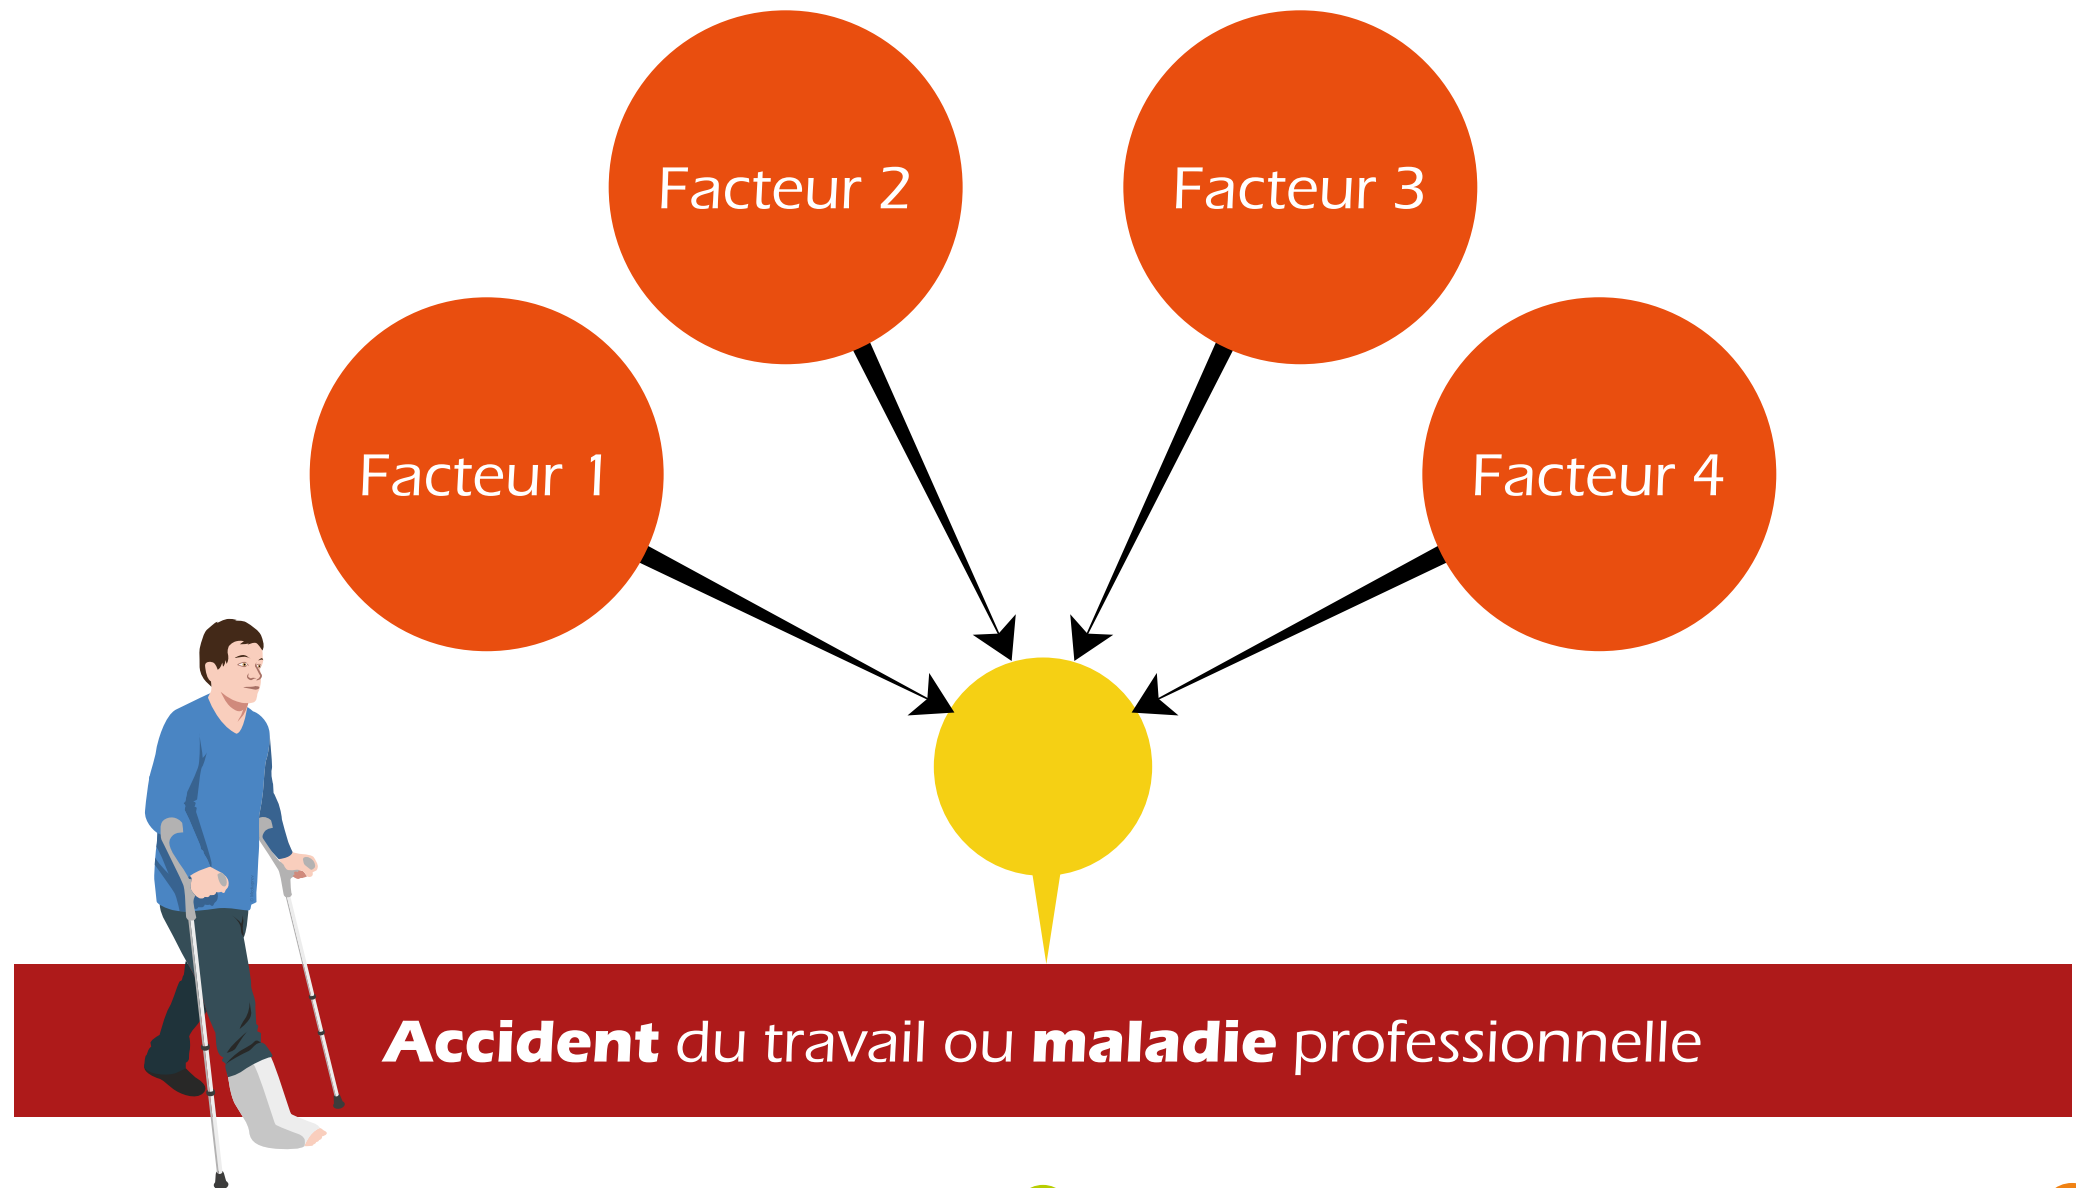 Facteur 2
Facteur 3
Facteur 1
Facteur 4
Accident du travail ou maladie professionnelle